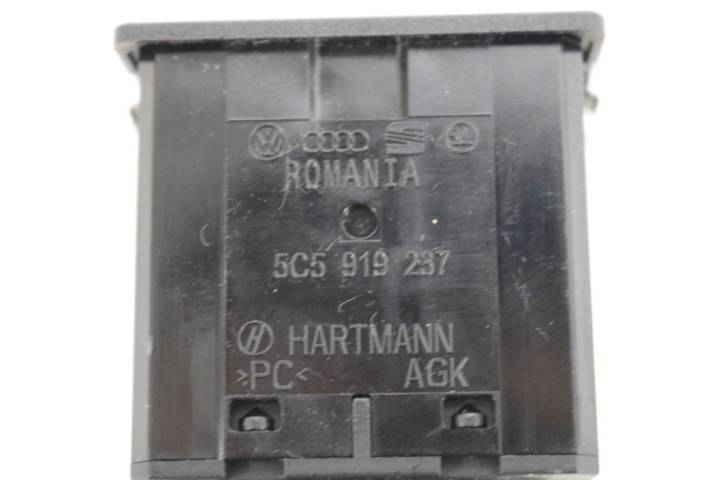 ROMANIA
5C5 919 237
HARTMANN
>PC< AGK